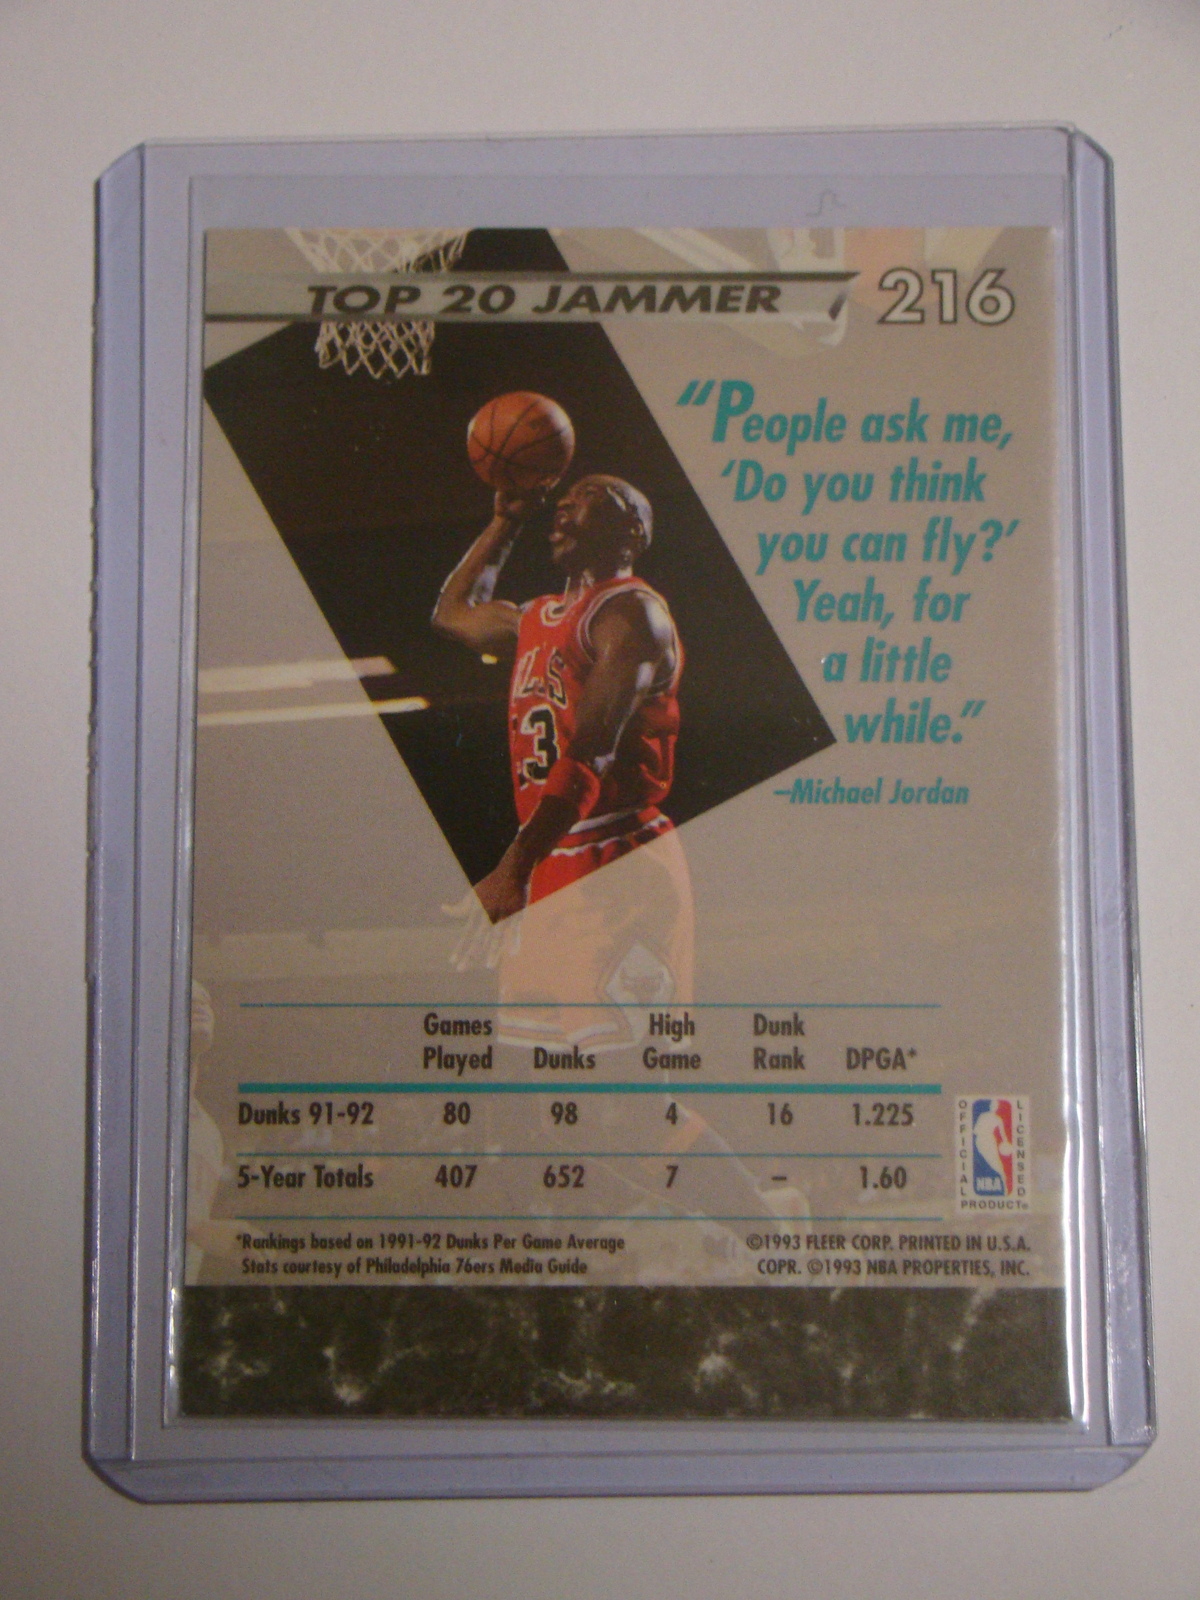 TOP 20 JAMMER 216
“People ask me,
‘Do you think
you can fly?’
Yeah, for
a little
while.”
–Michael Jordan
Games Played Dunks High Game Dunk Rank DPGA*
Dunks 91-92 80 98 4 16 1.225
5-Year Totals 407 652 7 – 1.60
*Rankings based on 1991-92 Dunks Per Game Average
Stats courtesy of Philadelphia 76ers Media Guide
©1993 FLEER CORP. PRINTED IN U.S.A.
COPR. ©1993 NBA PROPERTIES, INC.
OFFICIAL
LICENSED
NBA
PRODUCT®